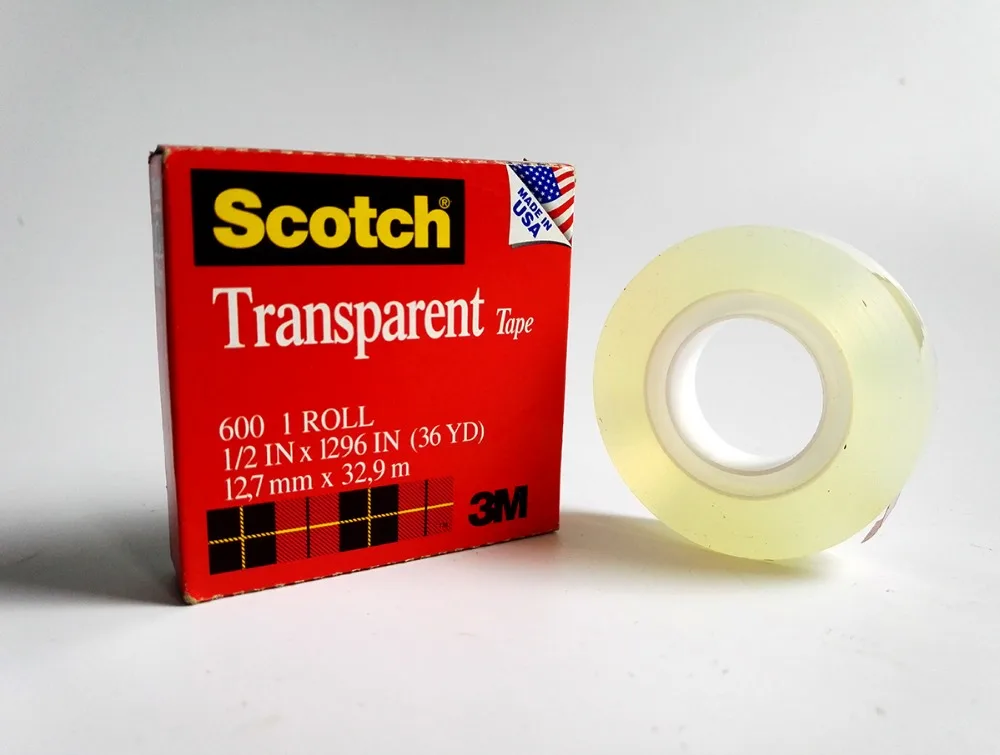 Scotch®
MADE IN
USA
Transparent Tape
600 1 ROLL
1/2 IN x 1296 IN (36 YD)
12,7 mm x 32,9 m
3M